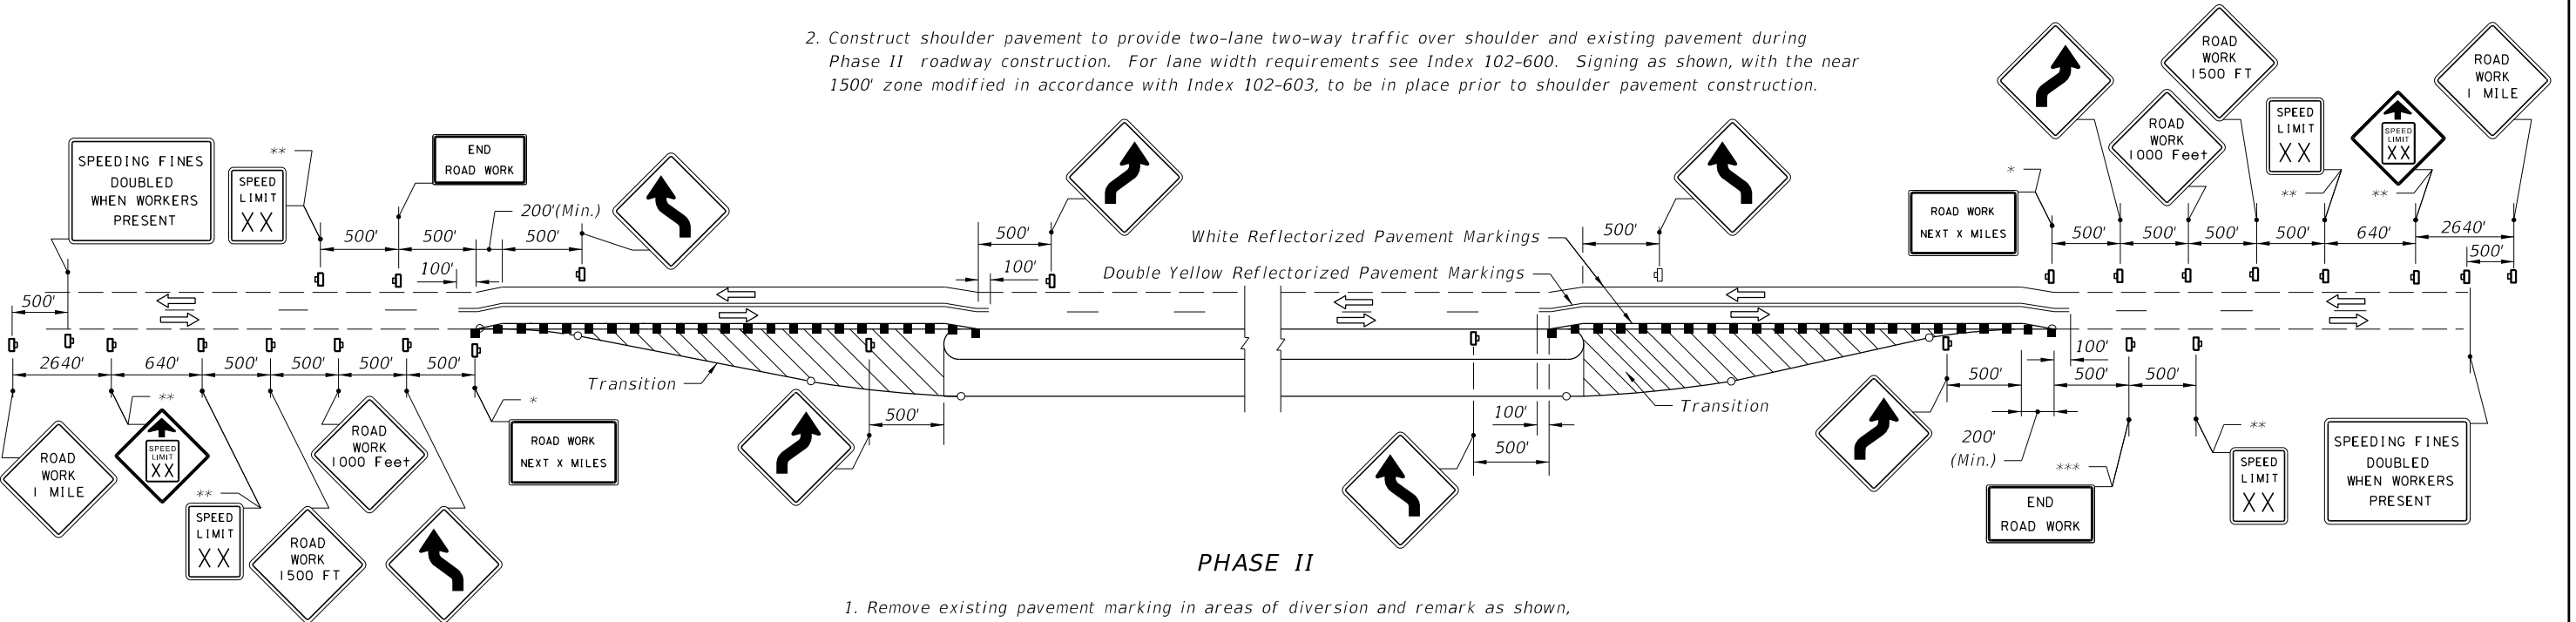 2. Construct shoulder pavement to provide two-lane two-way traffic over shoulder and existing pavement during
Phase II roadway construction. For lane width requirements see Index 102-600. Signing as shown, with the near
1500' zone modified in accordance with Index 102-603, to be in place prior to shoulder pavement construction.
SPEEDING FINES
DOUBLED
WHEN WORKERS
PRESENT
**
SPEED
LIMIT
XX
END
ROAD WORK
200'(Min.)
500'
500'
500'
100'
500'
500'
100'
White Reflectorized Pavement Markings
Double Yellow Reflectorized Pavement Markings
500'
*
ROAD WORK
NEXT X MILES
ROAD
WORK
1000 Feet
ROAD
WORK
1500 FT
SPEED
LIMIT
XX
**
SPEED
LIMIT
XX
**
ROAD
WORK
1 MILE
500'
500'
500'
500'
640'
2640'
500'
2640'
640'
500'
500'
500'
500'
ROAD
WORK
1 MILE
**
SPEED
LIMIT
XX
**
SPEED
LIMIT
XX
ROAD
WORK
1500 FT
ROAD
WORK
1000 Feet
*
ROAD WORK
NEXT X MILES
Transition
500'
100'
500'
Transition
500'
200'
(Min.)
100'
500'
500'
***
END
ROAD WORK
**
SPEED
LIMIT
XX
SPEEDING FINES
DOUBLED
WHEN WORKERS
PRESENT
PHASE II
1. Remove existing pavement marking in areas of diversion and remark as shown,